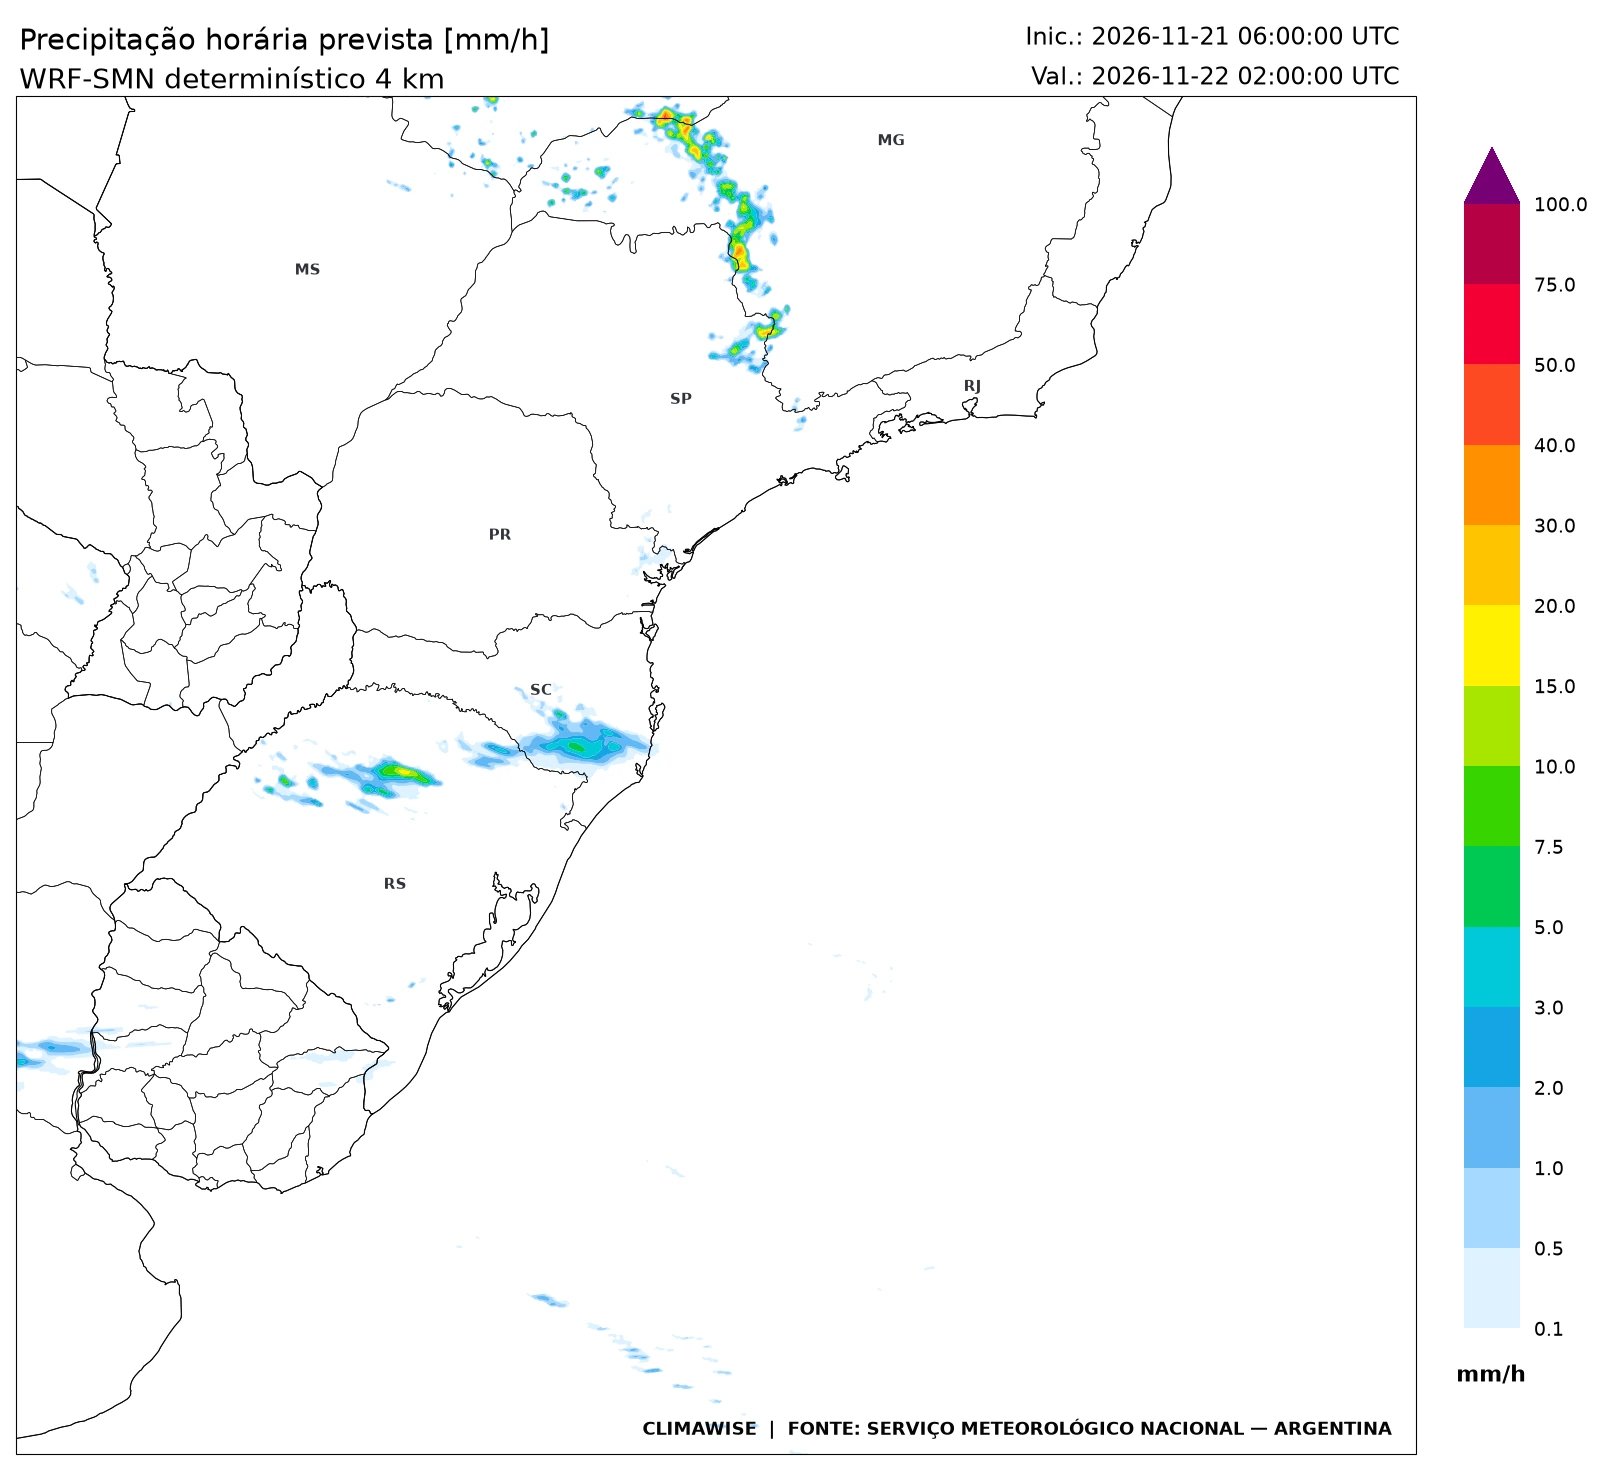 Precipitação horária prevista [mm/h]
WRF-SMN determinístico 4 km
Inic.: 2026-11-21 06:00:00 UTC
Val.: 2026-11-22 02:00:00 UTC
MG
MS
RJ
SP
PR
SC
RS
100.0
75.0
50.0
40.0
30.0
20.0
15.0
10.0
7.5
5.0
3.0
2.0
1.0
0.5
0.1
mm/h
CLIMAWISE | FONTE: SERVIÇO METEOROLÓGICO NACIONAL — ARGENTINA